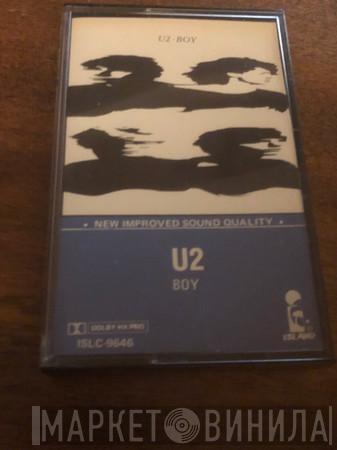 U2·BOY
• NEW IMPROVED SOUND QUALITY •
U2
BOY
DOLBY HX PRO
ISLC-9646
ISLAND
МАРКЕТ ВИНИЛА